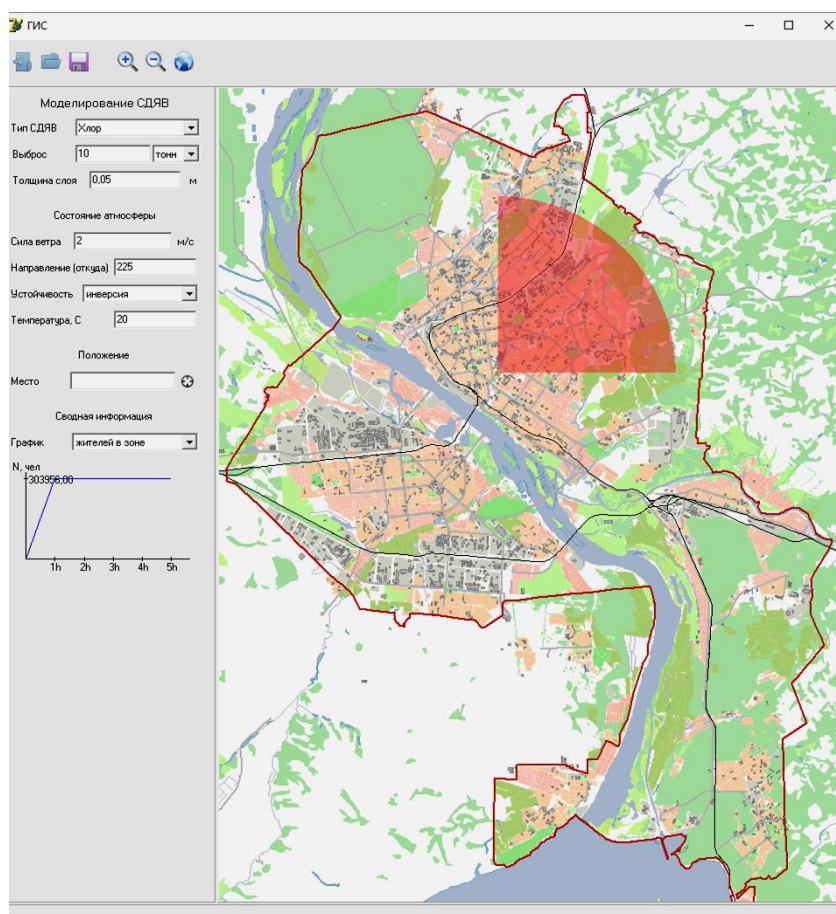 ГИС
Моделирование СДЯВ
Тип СДЯВ Хлор
Выброс 10 тонн
Толщина слоя 0,05 м
Состояние атмосферы
Сила ветра 2 м/с
Направление (откуда) 225
Устойчивость инверсия
Температура, С 20
Положение
Место
Сводная информация
График жителей в зоне
N, чел
303956,00
1h 2h 3h 4h 5h